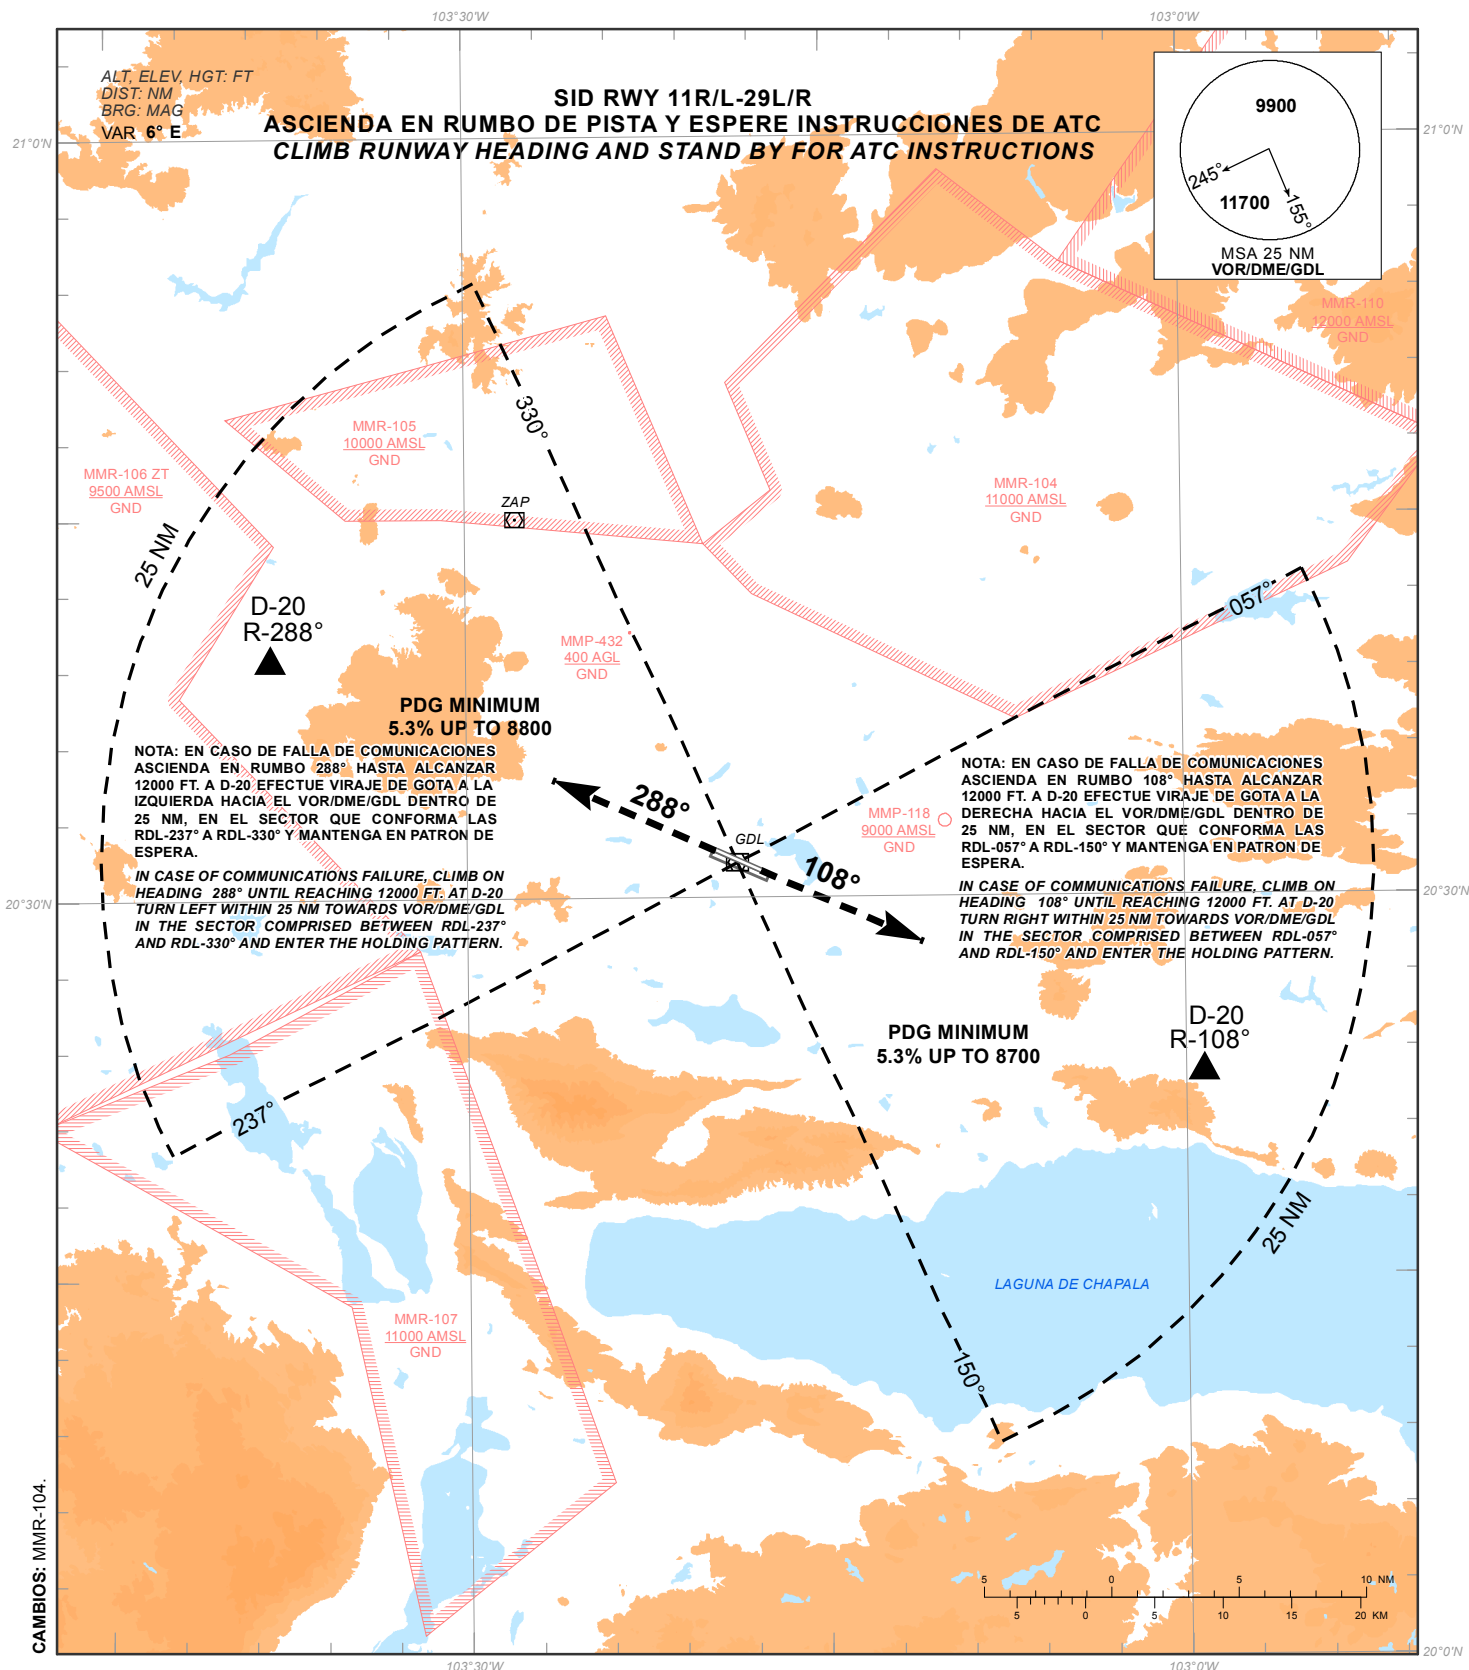 103°30'W
103°0'W
ALT, ELEV, HGT: FT
DIST: NM
BRG: MAG
VAR 6° E
SID RWY 11R/L-29L/R
ASCIENDA EN RUMBO DE PISTA Y ESPERE INSTRUCCIONES DE ATC
CLIMB RUNWAY HEADING AND STAND BY FOR ATC INSTRUCTIONS
9900
245°
11700
155°
MSA 25 NM
VOR/DME/GDL
21°0'N
21°0'N
MMR-110
12000 AMSL
GND
330°
MMR-105
10000 AMSL
GND
MMR-106 ZT
9500 AMSL
GND
MMR-104
11000 AMSL
GND
ZAP
25 NM
057°
D-20
R-288°
MMP-432
400 AGL
GND
PDG MINIMUM
5.3% UP TO 8800
NOTA: EN CASO DE FALLA DE COMUNICACIONES
ASCIENDA EN RUMBO 288° HASTA ALCANZAR
12000 FT. A D-20 EFECTUE VIRAJE DE GOTA A LA
IZQUIERDA HACIA EL VOR/DME/GDL DENTRO DE
25 NM, EN EL SECTOR QUE CONFORMA LAS
RDL-237° A RDL-330° Y MANTENGA EN PATRON DE
ESPERA.
IN CASE OF COMMUNICATIONS FAILURE, CLIMB ON
HEADING 288° UNTIL REACHING 12000 FT. AT D-20
TURN LEFT WITHIN 25 NM TOWARDS VOR/DME/GDL
IN THE SECTOR COMPRISED BETWEEN RDL-237°
AND RDL-330° AND ENTER THE HOLDING PATTERN.
288°
GDL
108°
MMP-118
9000 AMSL
GND
NOTA: EN CASO DE FALLA DE COMUNICACIONES
ASCIENDA EN RUMBO 108° HASTA ALCANZAR
12000 FT. A D-20 EFECTUE VIRAJE DE GOTA A LA
DERECHA HACIA EL VOR/DME/GDL DENTRO DE
25 NM, EN EL SECTOR QUE CONFORMA LAS
RDL-057° A RDL-150° Y MANTENGA EN PATRON DE
ESPERA.
IN CASE OF COMMUNICATIONS FAILURE, CLIMB ON
HEADING 108° UNTIL REACHING 12000 FT. AT D-20
TURN RIGHT WITHIN 25 NM TOWARDS VOR/DME/GDL
IN THE SECTOR COMPRISED BETWEEN RDL-057°
AND RDL-150° AND ENTER THE HOLDING PATTERN.
20°30'N
20°30'N
D-20
R-108°
PDG MINIMUM
5.3% UP TO 8700
237°
25 NM
LAGUNA DE CHAPALA
MMR-107
11000 AMSL
GND
150°
CAMBIOS: MMR-104.
5 0 5 10 NM
5 0 5 10 15 20 KM
20°0'N
103°30'W
103°0'W